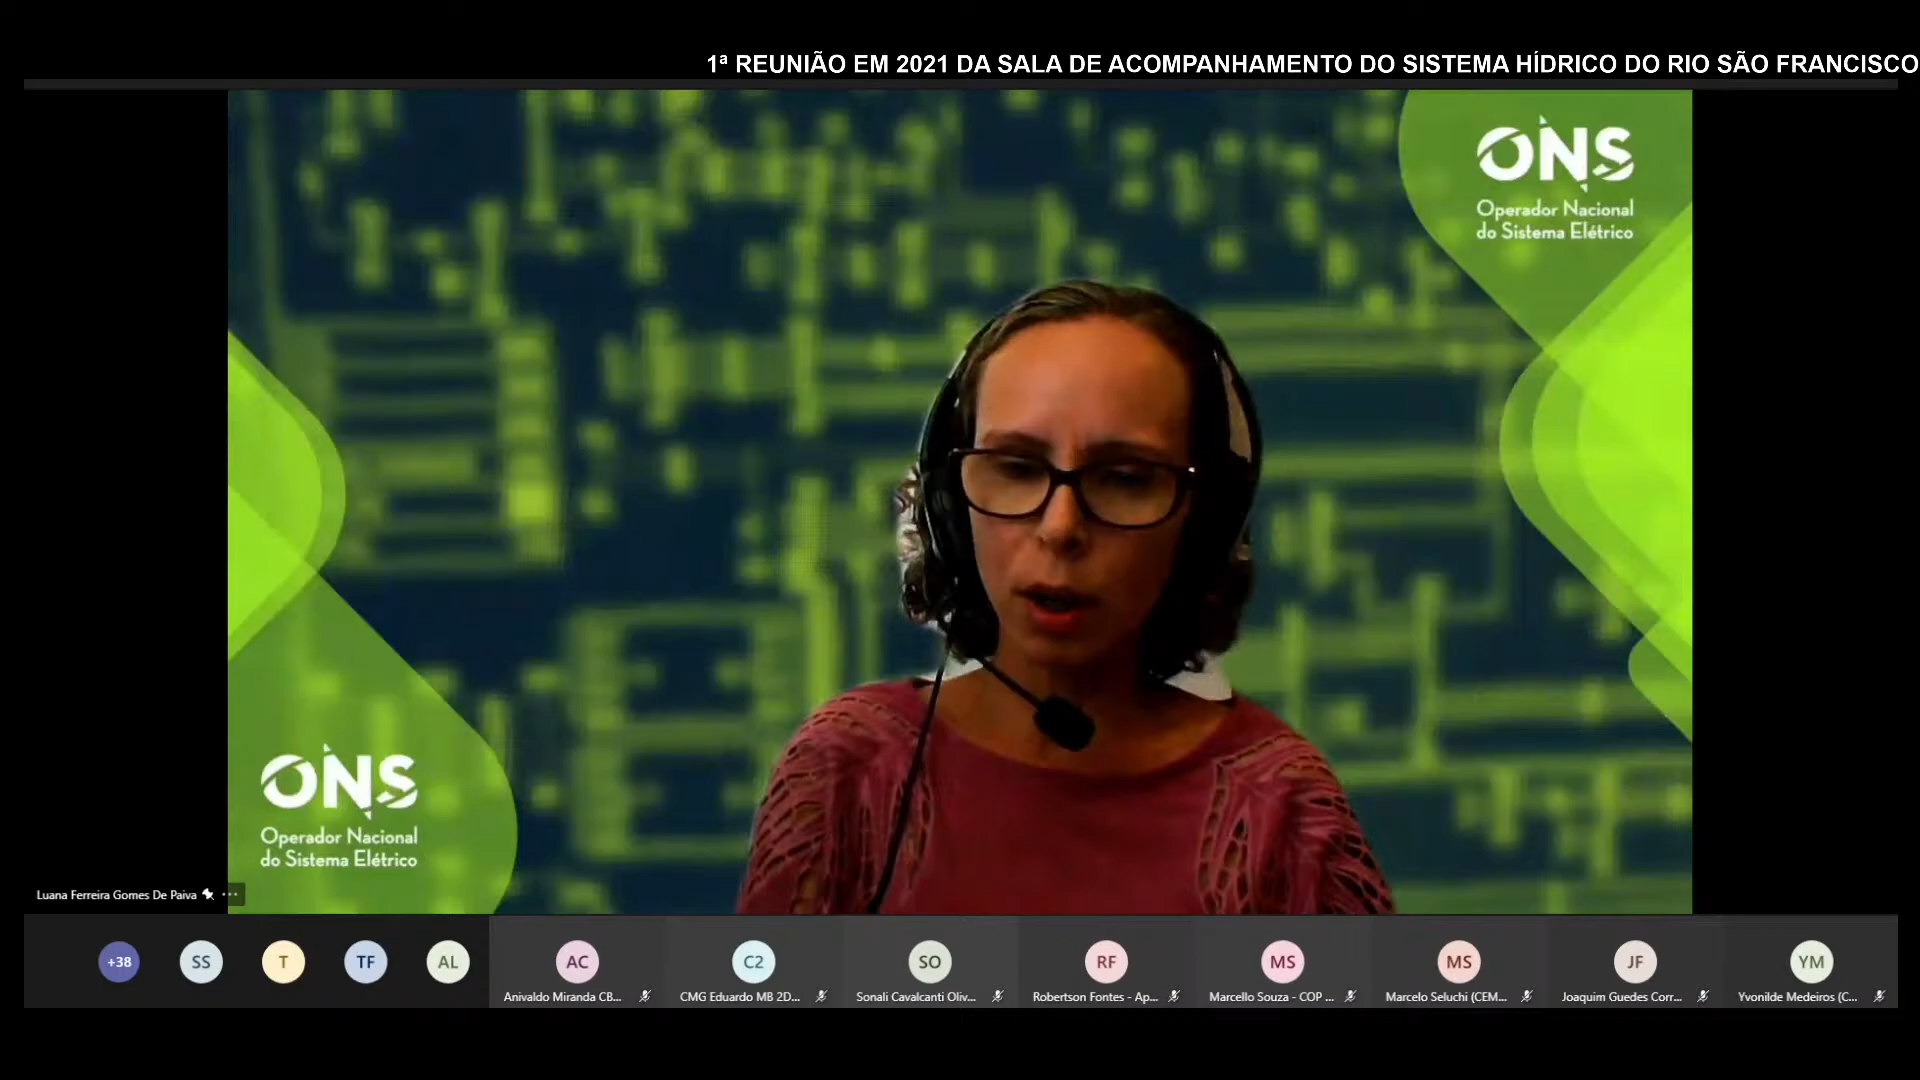 1ª REUNIÃO EM 2021 DA SALA DE ACOMPANHAMENTO DO SISTEMA HÍDRICO DO RIO SÃO FRANCISCO
ONS
Operador Nacional
do Sistema Elétrico
ONS
Operador Nacional
do Sistema Elétrico
Luana Ferreira Gomes De Paiva
+38
SS
T
TF
AL
AC
C2
SO
RF
MS
MS
JF
YM
Anivaldo Miranda CB...
CMG Eduardo MB 2D...
Sonali Cavalcanti Oliv...
Robertson Fontes - Ap...
Marcello Souza - COP ...
Marcelo Seluchi (CEM...
Joaquim Guedes Corr...
Yvonilde Medeiros (C...